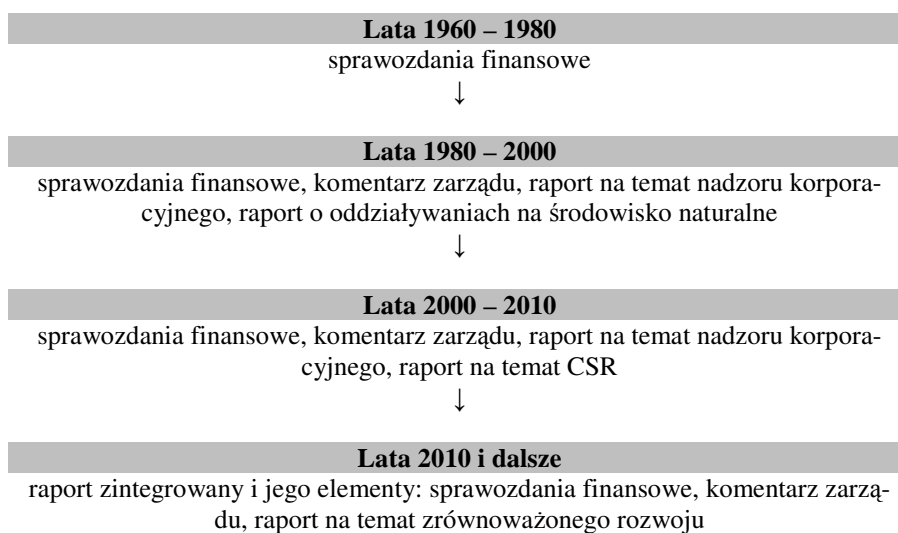 Lata 1960 – 1980
sprawozdania finansowe
↓
Lata 1980 – 2000
sprawozdania finansowe, komentarz zarządu, raport na temat nadzoru korpora-
cyjnego, raport o oddziaływaniach na środowisko naturalne
↓
Lata 2000 – 2010
sprawozdania finansowe, komentarz zarządu, raport na temat nadzoru korpora-
cyjnego, raport na temat CSR
↓
Lata 2010 i dalsze
raport zintegrowany i jego elementy: sprawozdania finansowe, komentarz zarzą-
du, raport na temat zrównoważonego rozwoju